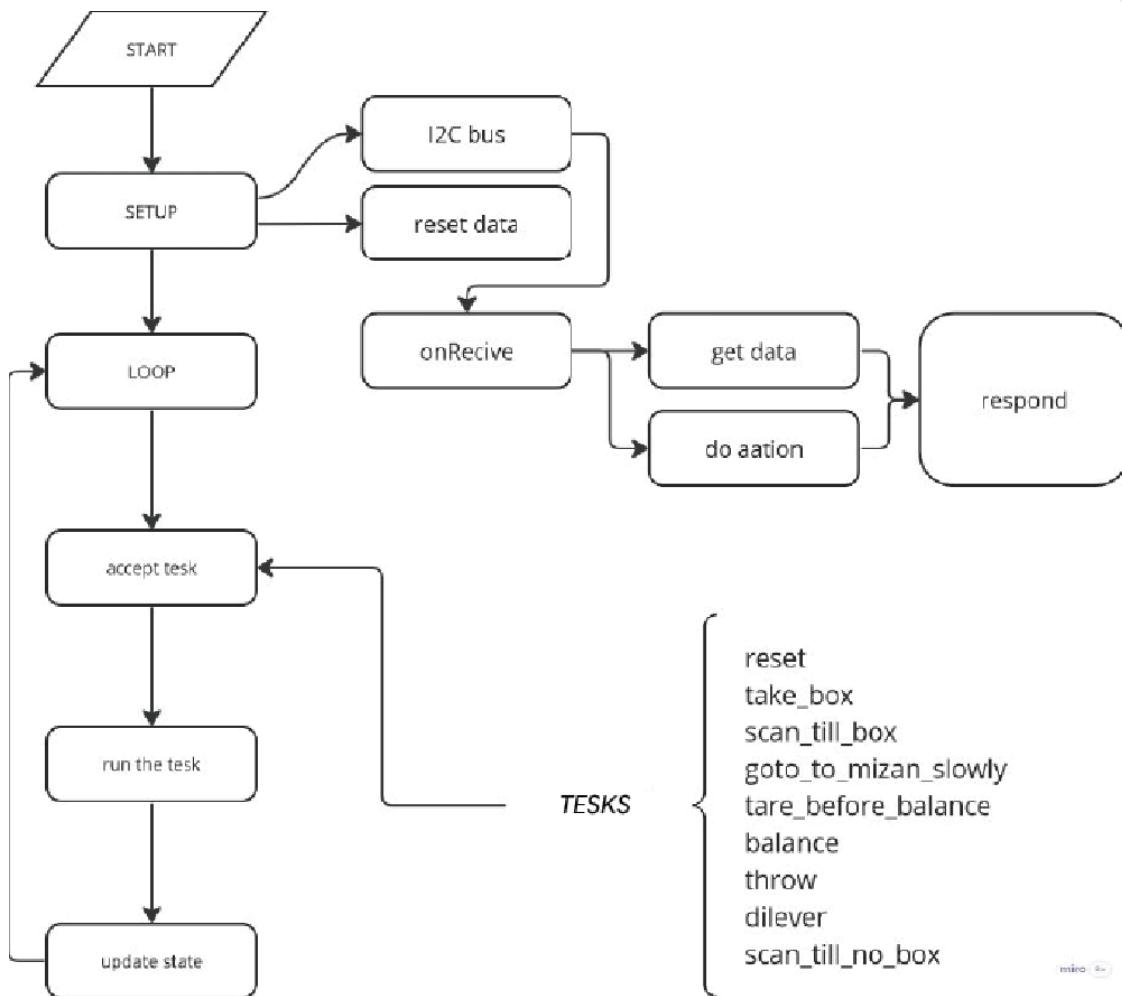 START
I2C bus
SETUP
reset data
onRecive
get data
LOOP
respond
do aation
accept tesk
reset
take_box
scan_till_box
run the tesk
goto_to_mizan_slowly
TESKS
tare_before_balance
balance
throw
dilever
scan_till_no_box
update state
miro